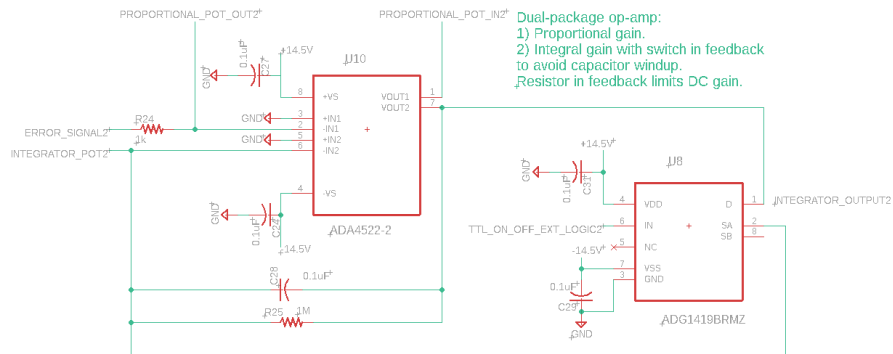 PROPORTIONAL_POT_OUT2
PROPORTIONAL_POT_IN2
Dual-package op-amp:
1) Proportional gain.
2) Integral gain with switch in feedback
to avoid capacitor windup.
Resistor in feedback limits DC gain.
+14.5V
0.1uF
C27
GND
U10
8
+VS
VOUT1
1
VOUT2
7
GND
3
+IN1
2
-IN1
GND
5
+IN2
6
-IN2
4
-VS
ADA4522-2
R24
1k
ERROR_SIGNAL2
INTEGRATOR_POT2
GND
0.1uF
C24
-14.5V
C28
0.1uF
R25
1M
+14.5V
GND
0.1uF
C31
U8
4
VDD
D
1
INTEGRATOR_OUTPUT2
TTL_ON_OFF_EXT_LOGIC2
6
IN
SA
2
SB
8
5
NC
-14.5V
7
VSS
3
GND
0.1uF
C29
GND
ADG1419BRMZ